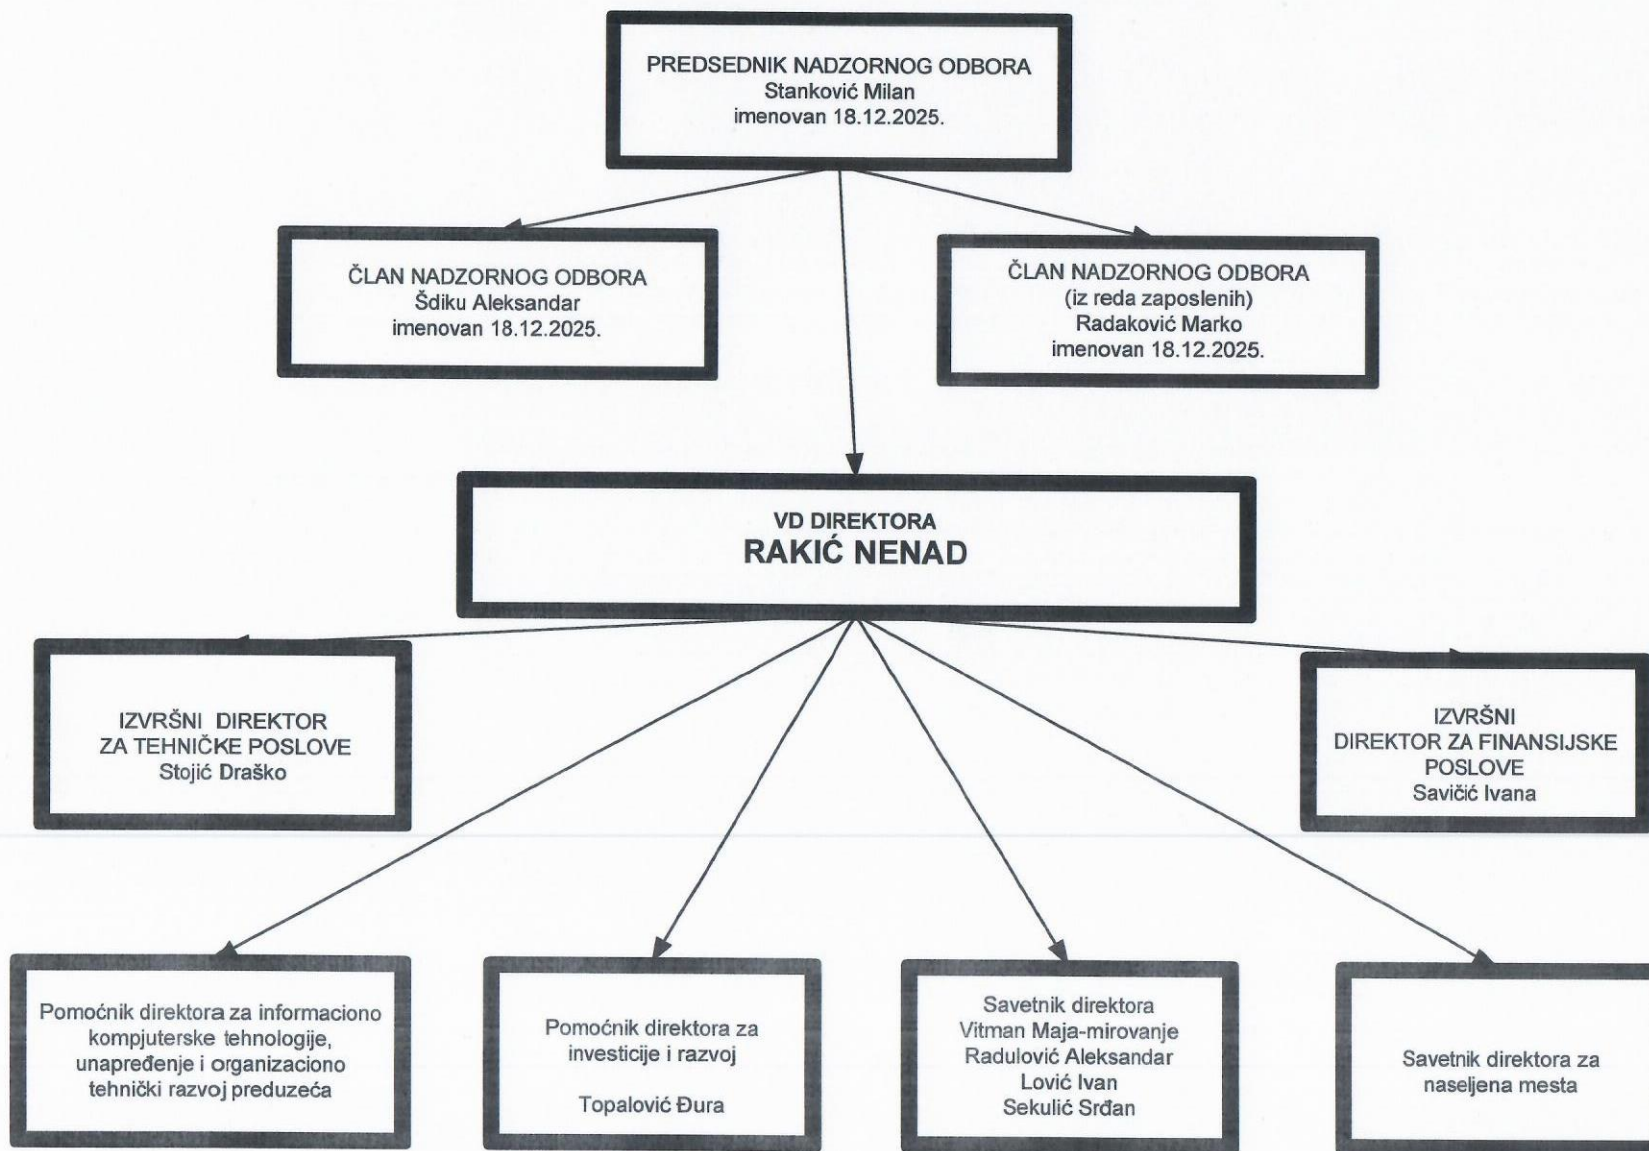 PREDSEDNIK NADZORNOG ODBORA
Stanković Milan
imenovan 18.12.2025.
ČLAN NADZORNOG ODBORA
Šdiku Aleksandar
imenovan 18.12.2025.
ČLAN NADZORNOG ODBORA
(iz reda zaposlenih)
Radaković Marko
imenovan 18.12.2025.
VD DIREKTORA
RAKIĆ NENAD
IZVRŠNI DIREKTOR
ZA TEHNIČKE POSLOVE
Stojić Draško
IZVRŠNI
DIREKTOR ZA FINANSIJSKE
POSLOVE
Savičić Ivana
Pomoćnik direktora za informaciono
kompjuterske tehnologije,
unapređenje i organizaciono
tehnički razvoj preduzeća
Pomoćnik direktora za
investicije i razvoj
Topalović Đura
Savetnik direktora
Vitman Maja-mirovanje
Radulović Aleksandar
Lović Ivan
Sekulić Srđan
Savetnik direktora za
naseljena mesta